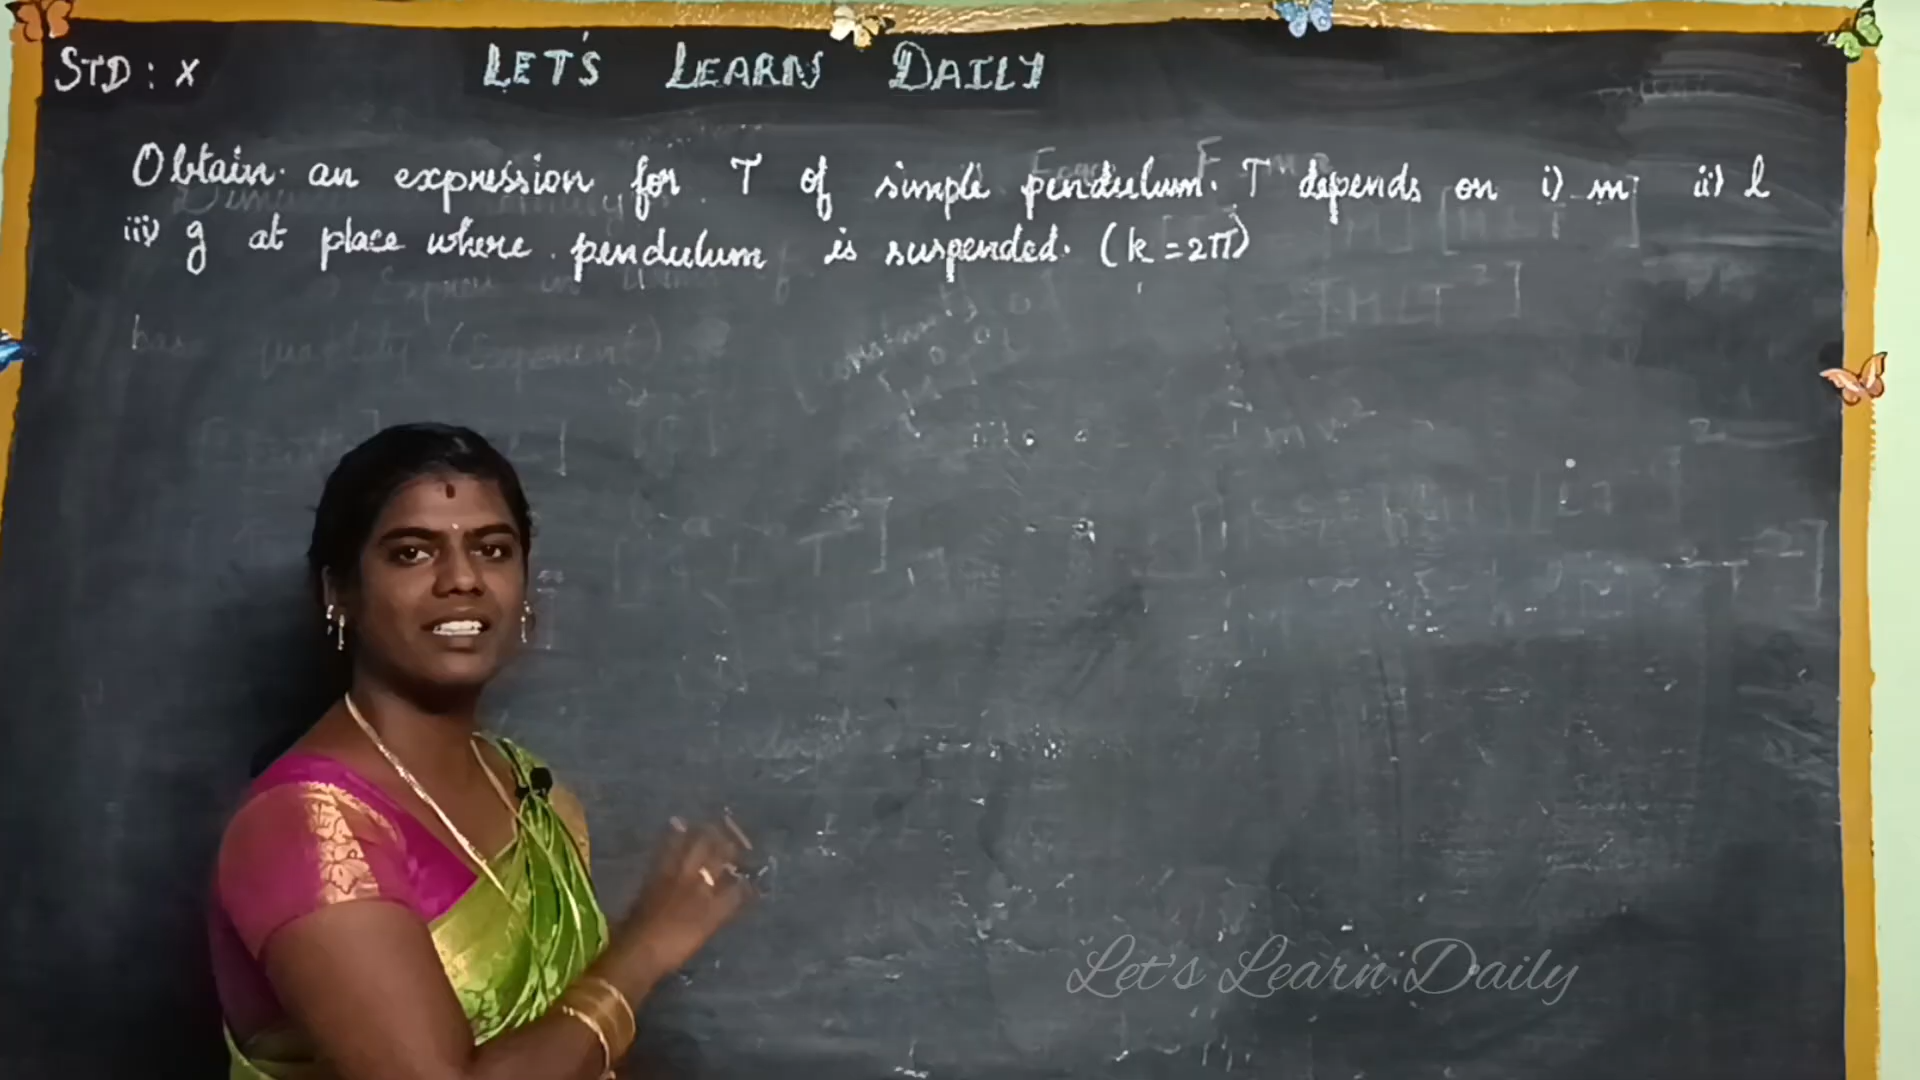 STD : X
LET'S LEARN DAILY
Obtain an expression for T of simple pendulum. T depends on i) m ii) l
iii) g at place where pendulum is suspended. (k = 2π)
Let's Learn Daily